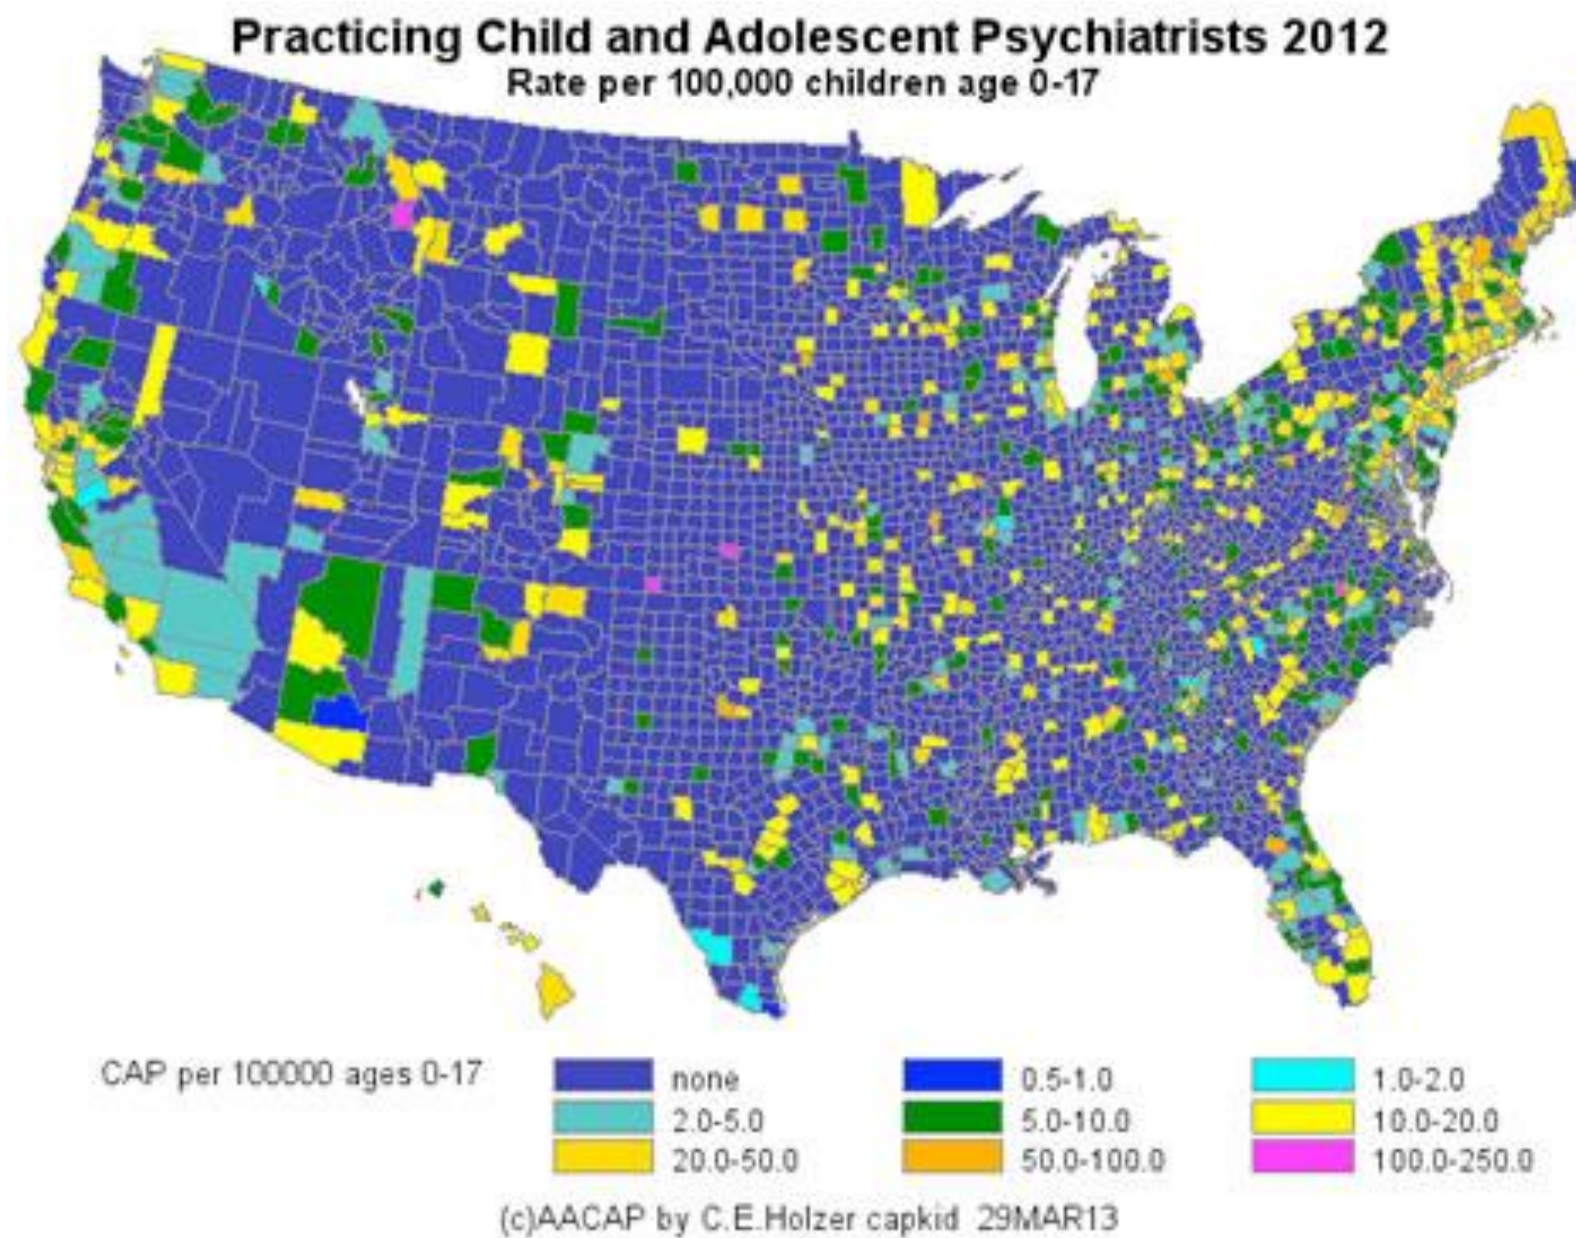 Practicing Child and Adolescent Psychiatrists 2012
Rate per 100,000 children age 0-17
CAP per 100000 ages 0-17
none
0.5-1.0
1.0-2.0
2.0-5.0
5.0-10.0
10.0-20.0
20.0-50.0
50.0-100.0
100.0-250.0
(c)AACAP by C.E.Holzer capkid 29MAR13